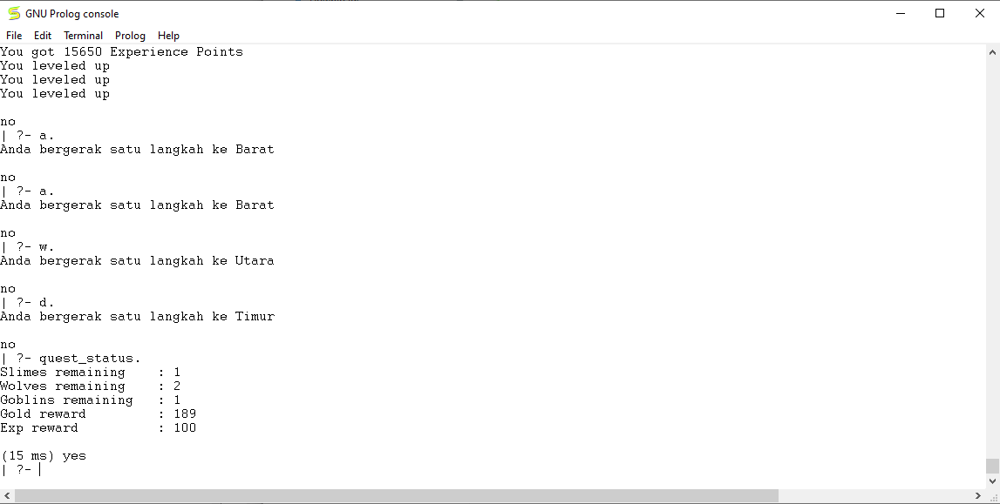 GNU Prolog console
File Edit Terminal Prolog Help
You got 15650 Experience Points
You leveled up
You leveled up
You leveled up
no
| ?- a.
Anda bergerak satu langkah ke Barat
no
| ?- a.
Anda bergerak satu langkah ke Barat
no
| ?- w.
Anda bergerak satu langkah ke Utara
no
| ?- d.
Anda bergerak satu langkah ke Timur
no
| ?- quest_status.
Slimes remaining : 1
Wolves remaining : 2
Goblins remaining : 1
Gold reward : 189
Exp reward : 100
(15 ms) yes
| ?-